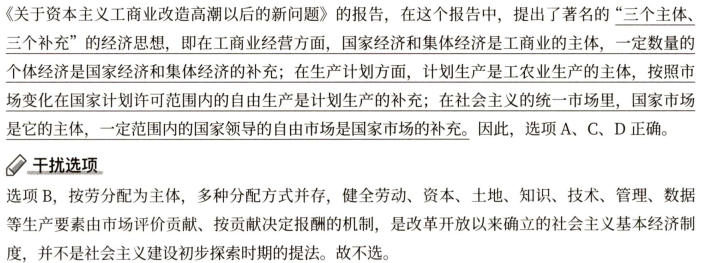 《关于资本主义工商业改造高潮以后的新问题》的报告，在这个报告中，提出了著名的“三个主体、
三个补充”的经济思想，即在工商业经营方面，国家经济和集体经济是工商业的主体，一定数量的
个体经济是国家经济和集体经济的补充；在生产计划方面，计划生产是工农业生产的主体，按照市
场变化在国家计划许可范围内的自由生产是计划生产的补充；在社会主义的统一市场里，国家市场
是它的主体，一定范围内的国家领导的自由市场是国家市场的补充。因此，选项 A、C、D 正确。
干扰选项
选项 B，按劳分配为主体，多种分配方式并存，健全劳动、资本、土地、知识、技术、管理、数据
等生产要素由市场评价贡献、按贡献决定报酬的机制，是改革开放以来确立的社会主义基本经济制
度，并不是社会主义建设初步探索时期的提法。故不选。